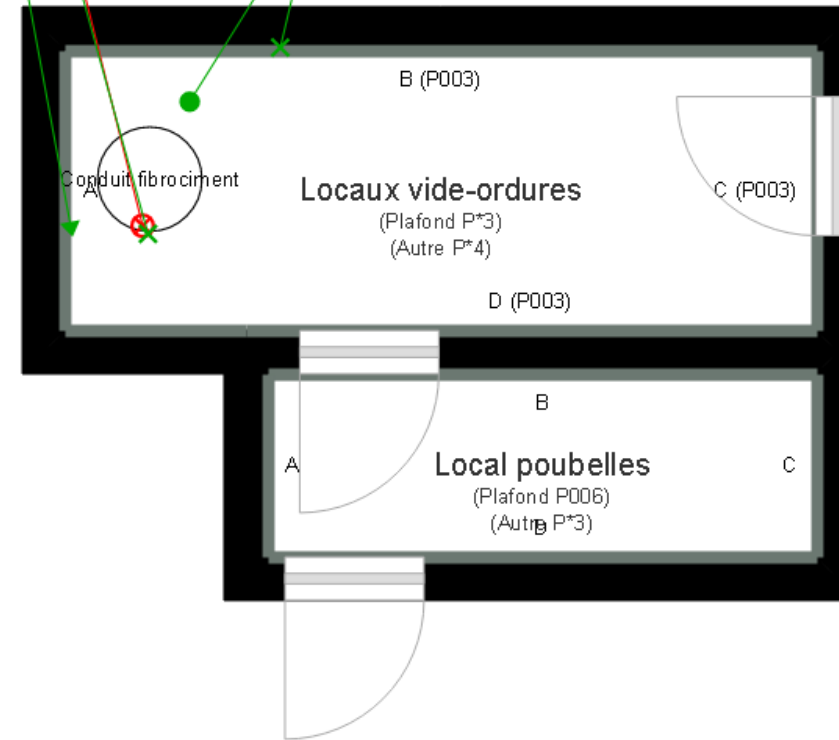 B (P003)
Conduit fibrociment
A
Locaux vide-ordures
C (P003)
(Plafond P*3)
(Autre P*4)
D (P003)
B
A
Local poubelles
C
(Plafond P006)
(Autre P*3)
D